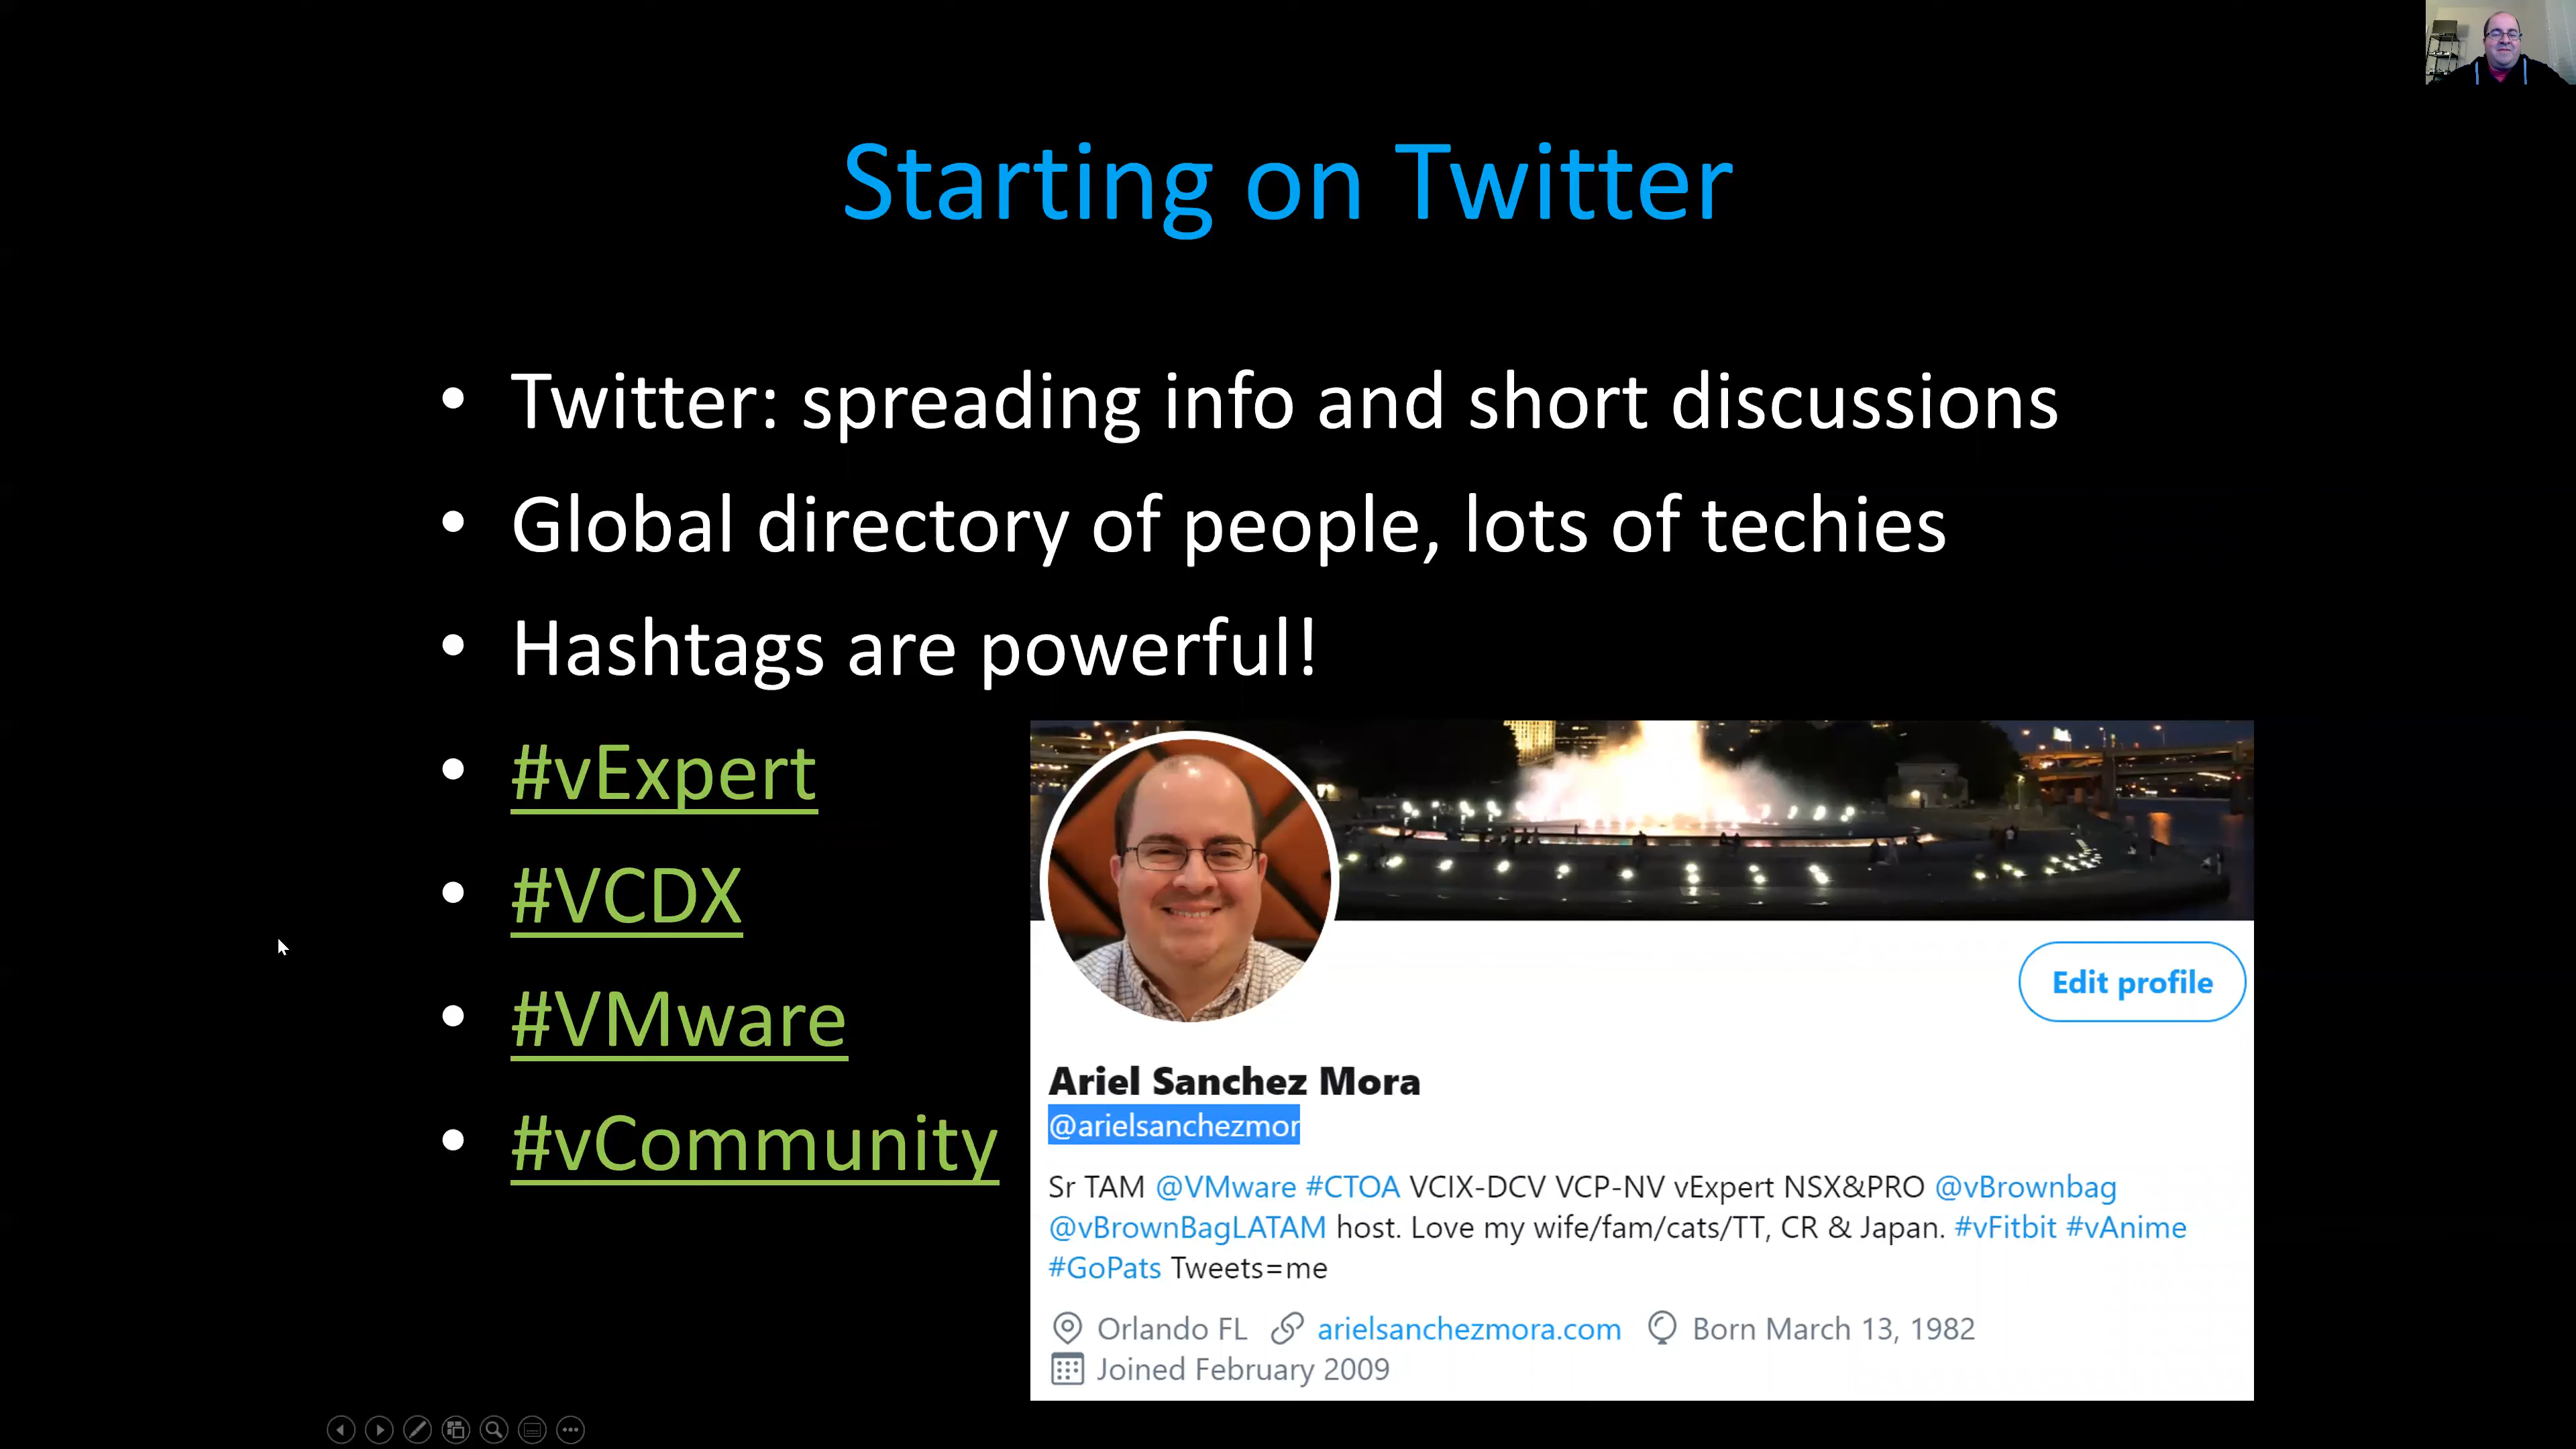 Starting on Twitter
Twitter: spreading info and short discussions
Global directory of people, lots of techies
Hashtags are powerful!
#vExpert
#VCDX
#VMware
#vCommunity
Edit profile
Ariel Sanchez Mora
@arielsanchezmor
Sr TAM @VMware #CTOA VCIX-DCV VCP-NV vExpert NSX&PRO @vBrownbag
@vBrownBagLATAM host. Love my wife/fam/cats/TT, CR & Japan. #vFitbit #vAnime
#GoPats Tweets=me
Orlando FL arielsanchezmora.com Born March 13, 1982
Joined February 2009